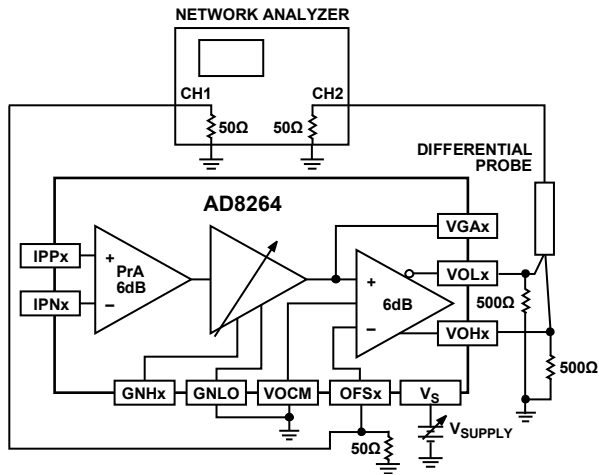 NETWORK ANALYZER
CH1
CH2
50Ω
50Ω
DIFFERENTIAL
PROBE
AD8264
VGAx
IPPx
+
PrA
6dB
–
IPNx
+
6dB
–
VOLx
500Ω
VOHx
500Ω
GNHx
GNLO
VOCM
OFSx
VS
VSUPPLY
50Ω